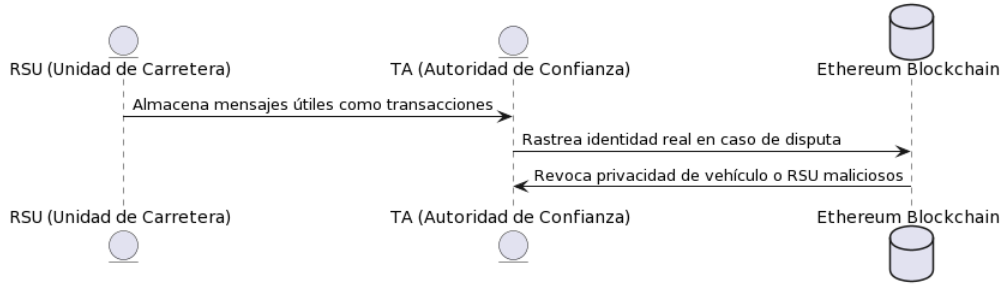 RSU (Unidad de Carretera)
TA (Autoridad de Confianza)
Ethereum Blockchain
Almacena mensajes útiles como transacciones
Rastrea identidad real en caso de disputa
Revoca privacidad de vehículo o RSU maliciosos
RSU (Unidad de Carretera)
TA (Autoridad de Confianza)
Ethereum Blockchain